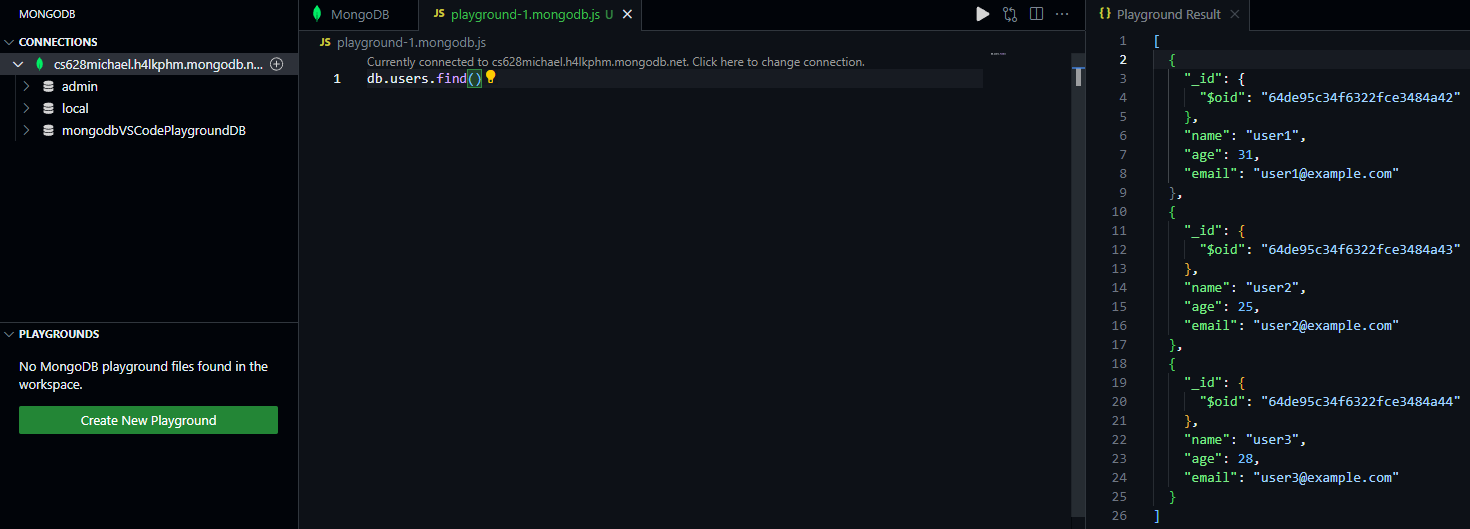 MONGODB
CONNECTIONS
cs628michael.h4lkphm.mongodb.n...
admin
local
mongodbVSCodePlaygroundDB
PLAYGROUNDS
No MongoDB playground files found in the
workspace.
Create New Playground
MongoDB
JS playground-1.mongodb.js U
JS playground-1.mongodb.js
Currently connected to cs628michael.h4lkphm.mongodb.net. Click here to change connection.
1 db.users.find()
{} Playground Result
1 [
2 {
3 "_id": {
4 "$oid": "64de95c34f6322fce3484a42"
5 },
6 "name": "user1",
7 "age": 31,
8 "email": "user1@example.com"
9 },
10 {
11 "_id": {
12 "$oid": "64de95c34f6322fce3484a43"
13 },
14 "name": "user2",
15 "age": 25,
16 "email": "user2@example.com"
17 },
18 {
19 "_id": {
20 "$oid": "64de95c34f6322fce3484a44"
21 },
22 "name": "user3",
23 "age": 28,
24 "email": "user3@example.com"
25 }
26 ]